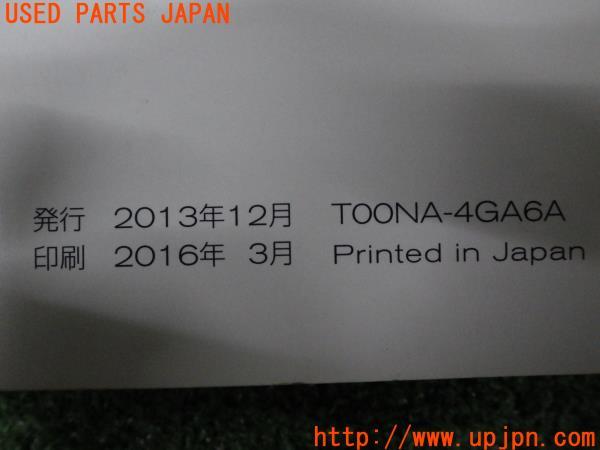 USED PARTS JAPAN
発行 2013年12月 T00NA-4GA6A
印刷 2016年 3月 Printed in Japan
http://www.upjpn.com